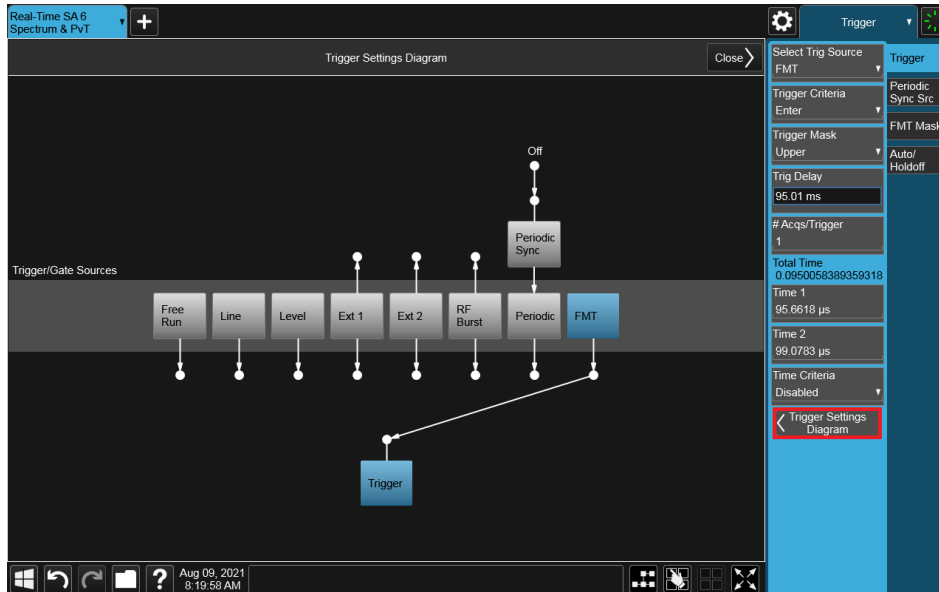 Real-Time SA 6
Spectrum & PvT
Trigger
Trigger Settings Diagram
Close
Off
Periodic
Sync
Trigger/Gate Sources
Free
Run
Line
Level
Ext 1
Ext 2
RF
Burst
Periodic
FMT
Trigger
Select Trig Source
FMT
Trigger Criteria
Enter
Trigger Mask
Upper
Trig Delay
95.01 ms
# Acqs/Trigger
1
Total Time
0.0950058389359318
Time 1
95.6618 µs
Time 2
99.0783 µs
Time Criteria
Disabled
Trigger Settings
Diagram
Trigger
Periodic
Sync Src
FMT Mask
Auto/
Holdoff
?
Aug 09, 2021
8:19:58 AM